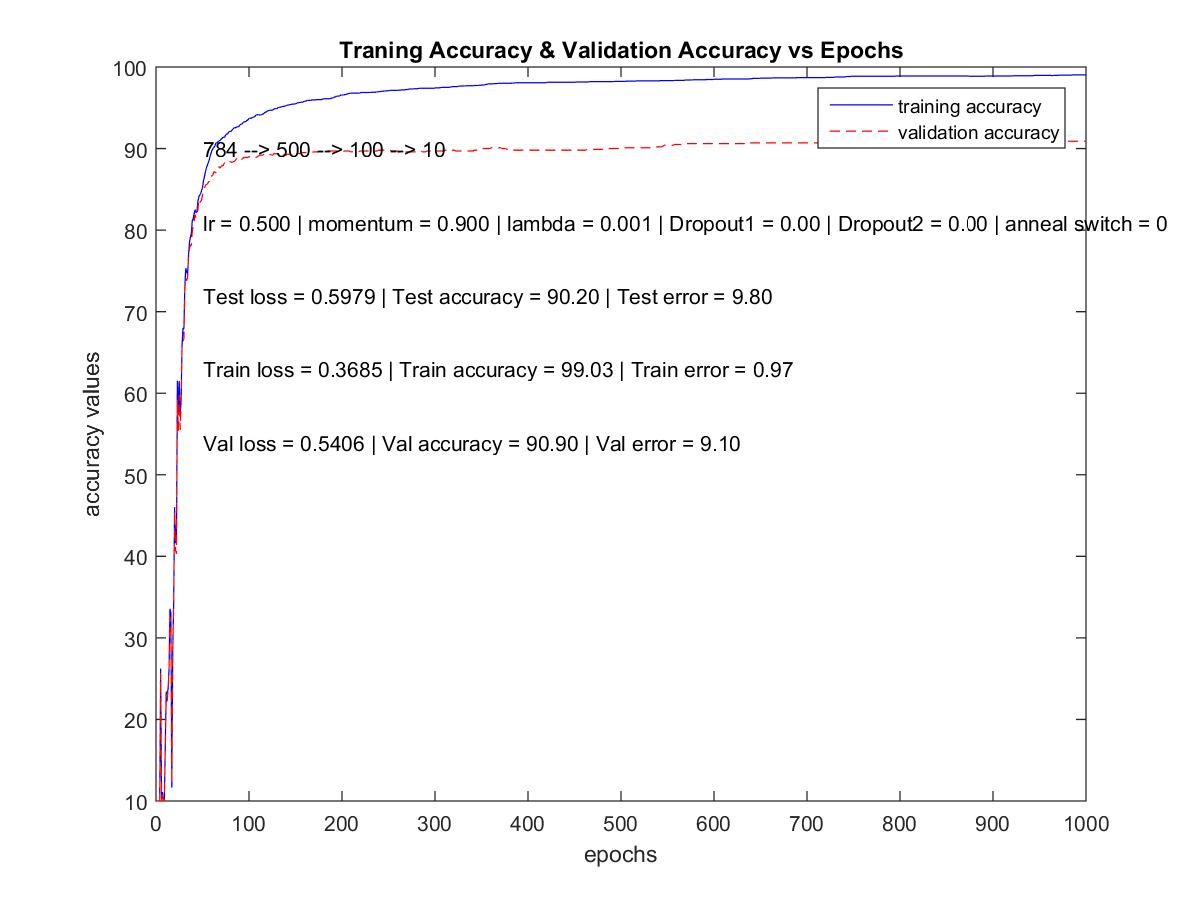 Traning Accuracy & Validation Accuracy vs Epochs
100
training accuracy
validation accuracy
90
784 --> 500 --> 100 --> 10
80
lr = 0.500 | momentum = 0.900 | lambda = 0.001 | Dropout1 = 0.00 | Dropout2 = 0.00 | anneal switch = 0
70
Test loss = 0.5979 | Test accuracy = 90.20 | Test error = 9.80
60
Train loss = 0.3685 | Train accuracy = 99.03 | Train error = 0.97
50
Val loss = 0.5406 | Val accuracy = 90.90 | Val error = 9.10
40
30
20
10
accuracy values
0 100 200 300 400 500 600 700 800 900 1000
epochs